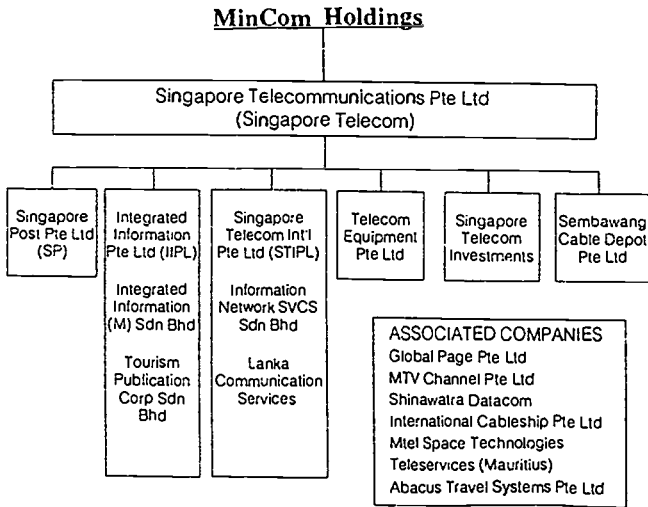 MinCom Holdings
Singapore Telecommunications Pte Ltd
(Singapore Telecom)
Singapore
Post Pte Ltd
(SP)
Integrated
Information
Pte Ltd (IIPL)
Integrated
Information
(M) Sdn Bhd
Tourism
Publication
Corp Sdn
Bhd
Singapore
Telecom Int'l
Pte Ltd (STIPL)
Information
Network SVCS
Sdn Bhd
Lanka
Communication
Services
Telecom
Equipment
Pte Ltd
Singapore
Telecom
Investments
Sembawang
Cable Depot
Pte Ltd
ASSOCIATED COMPANIES
Global Page Pte Ltd
MTV Channel Pte Ltd
Shinawatra Datacom
International Cableship Pte Ltd
Mtel Space Technologies
Teleservices (Mauritius)
Abacus Travel Systems Pte Ltd